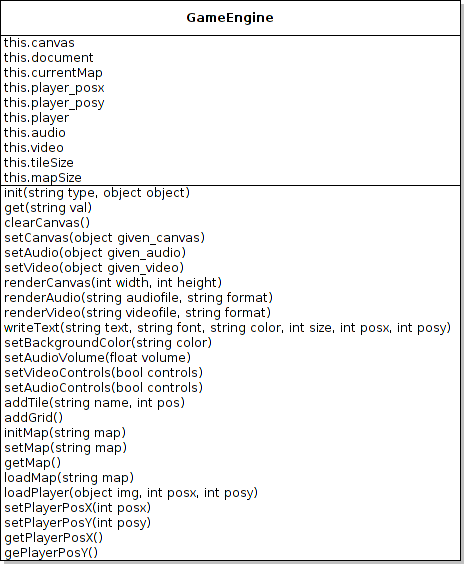 GameEngine
this.canvas
this.document
this.currentMap
this.player_posx
this.player_posy
this.player
this.audio
this.video
this.tileSize
this.mapSize
init(string type, object object)
get(string val)
clearCanvas()
setCanvas(object given_canvas)
setAudio(object given_audio)
setVideo(object given_video)
renderCanvas(int width, int height)
renderAudio(string audiofile, string format)
renderVideo(string videofile, string format)
writeText(string text, string font, string color, int size, int posx, int posy)
setBackgroundColor(string color)
setAudioVolume(float volume)
setVideoControls(bool controls)
setAudioControls(bool controls)
addTile(string name, int pos)
addGrid()
initMap(string map)
setMap(string map)
getMap()
loadMap(string map)
loadPlayer(object img, int posx, int posy)
setPlayerPosX(int posx)
setPlayerPosY(int posy)
getPlayerPosX()
gePlayerPosY()